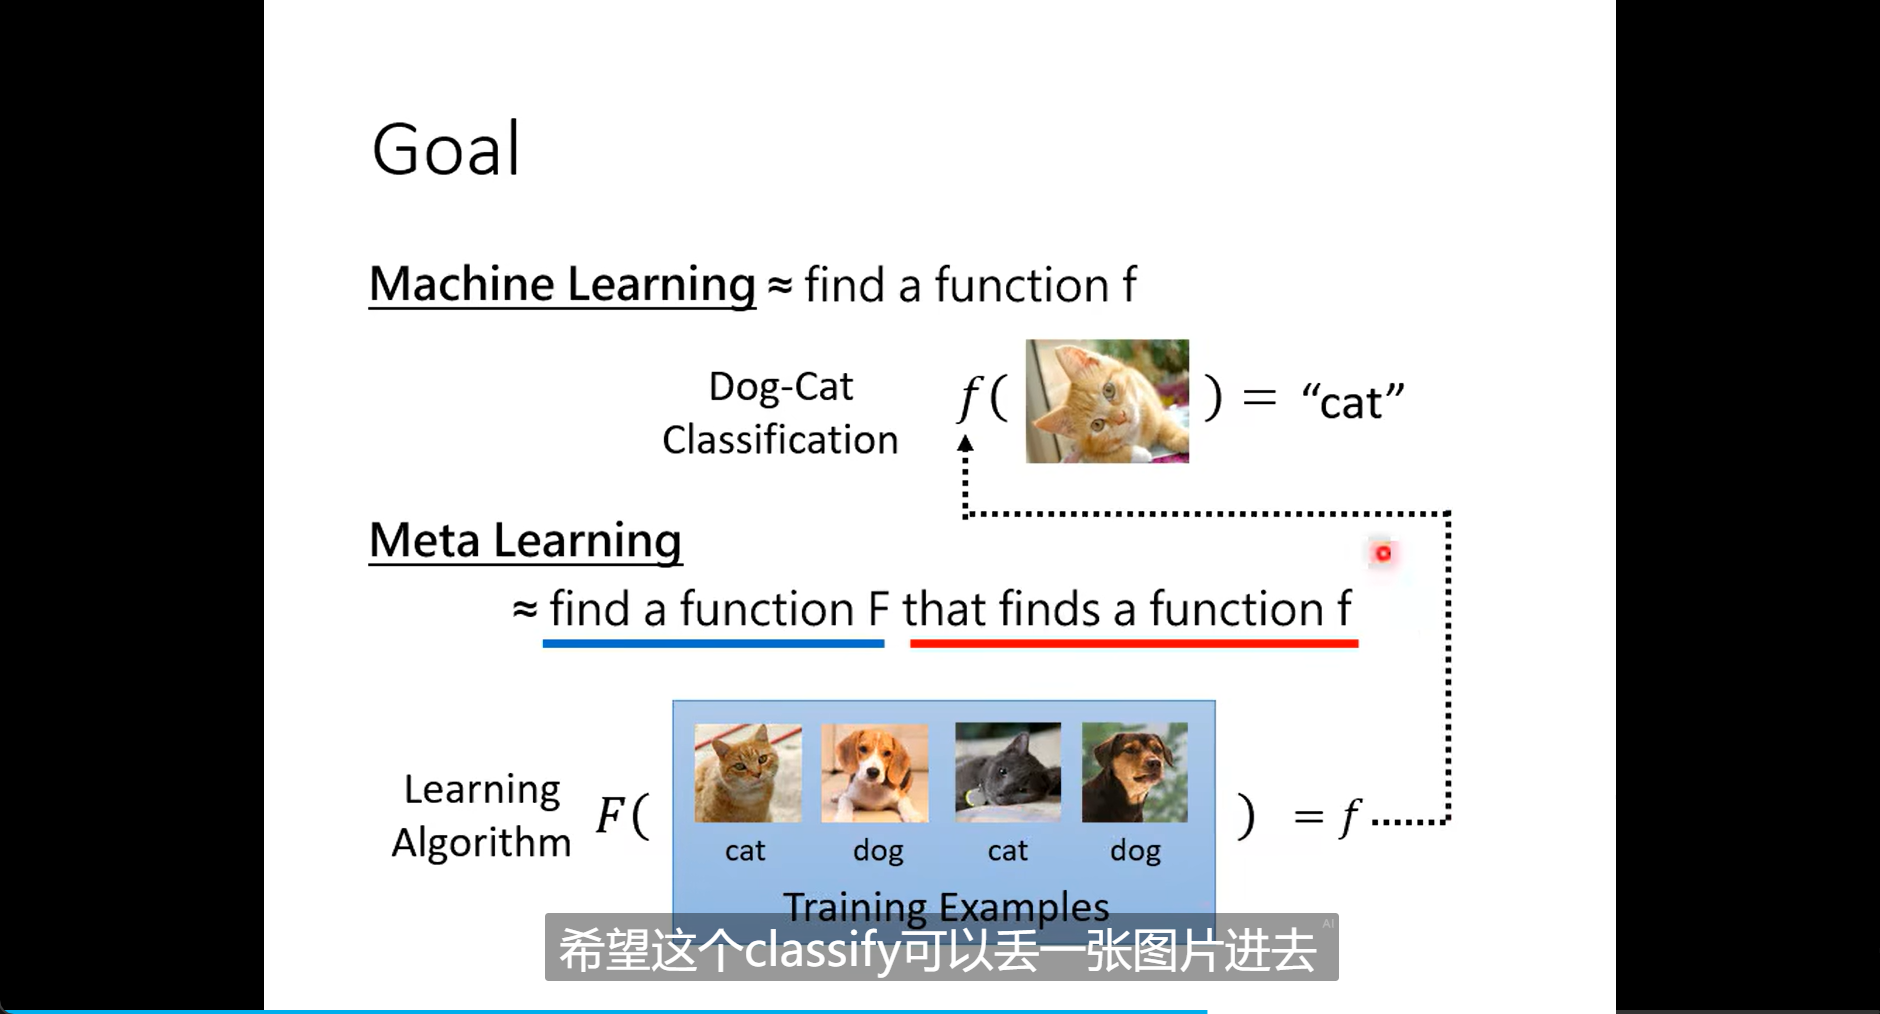 Goal
Machine Learning ≈ find a function f
Dog-Cat
Classification
f( ) = “cat”
Meta Learning
≈ find a function F that finds a function f
Learning
Algorithm
F( ) = f
cat dog cat dog
Training Examples
AI
希望这个classify可以丢一张图片进去